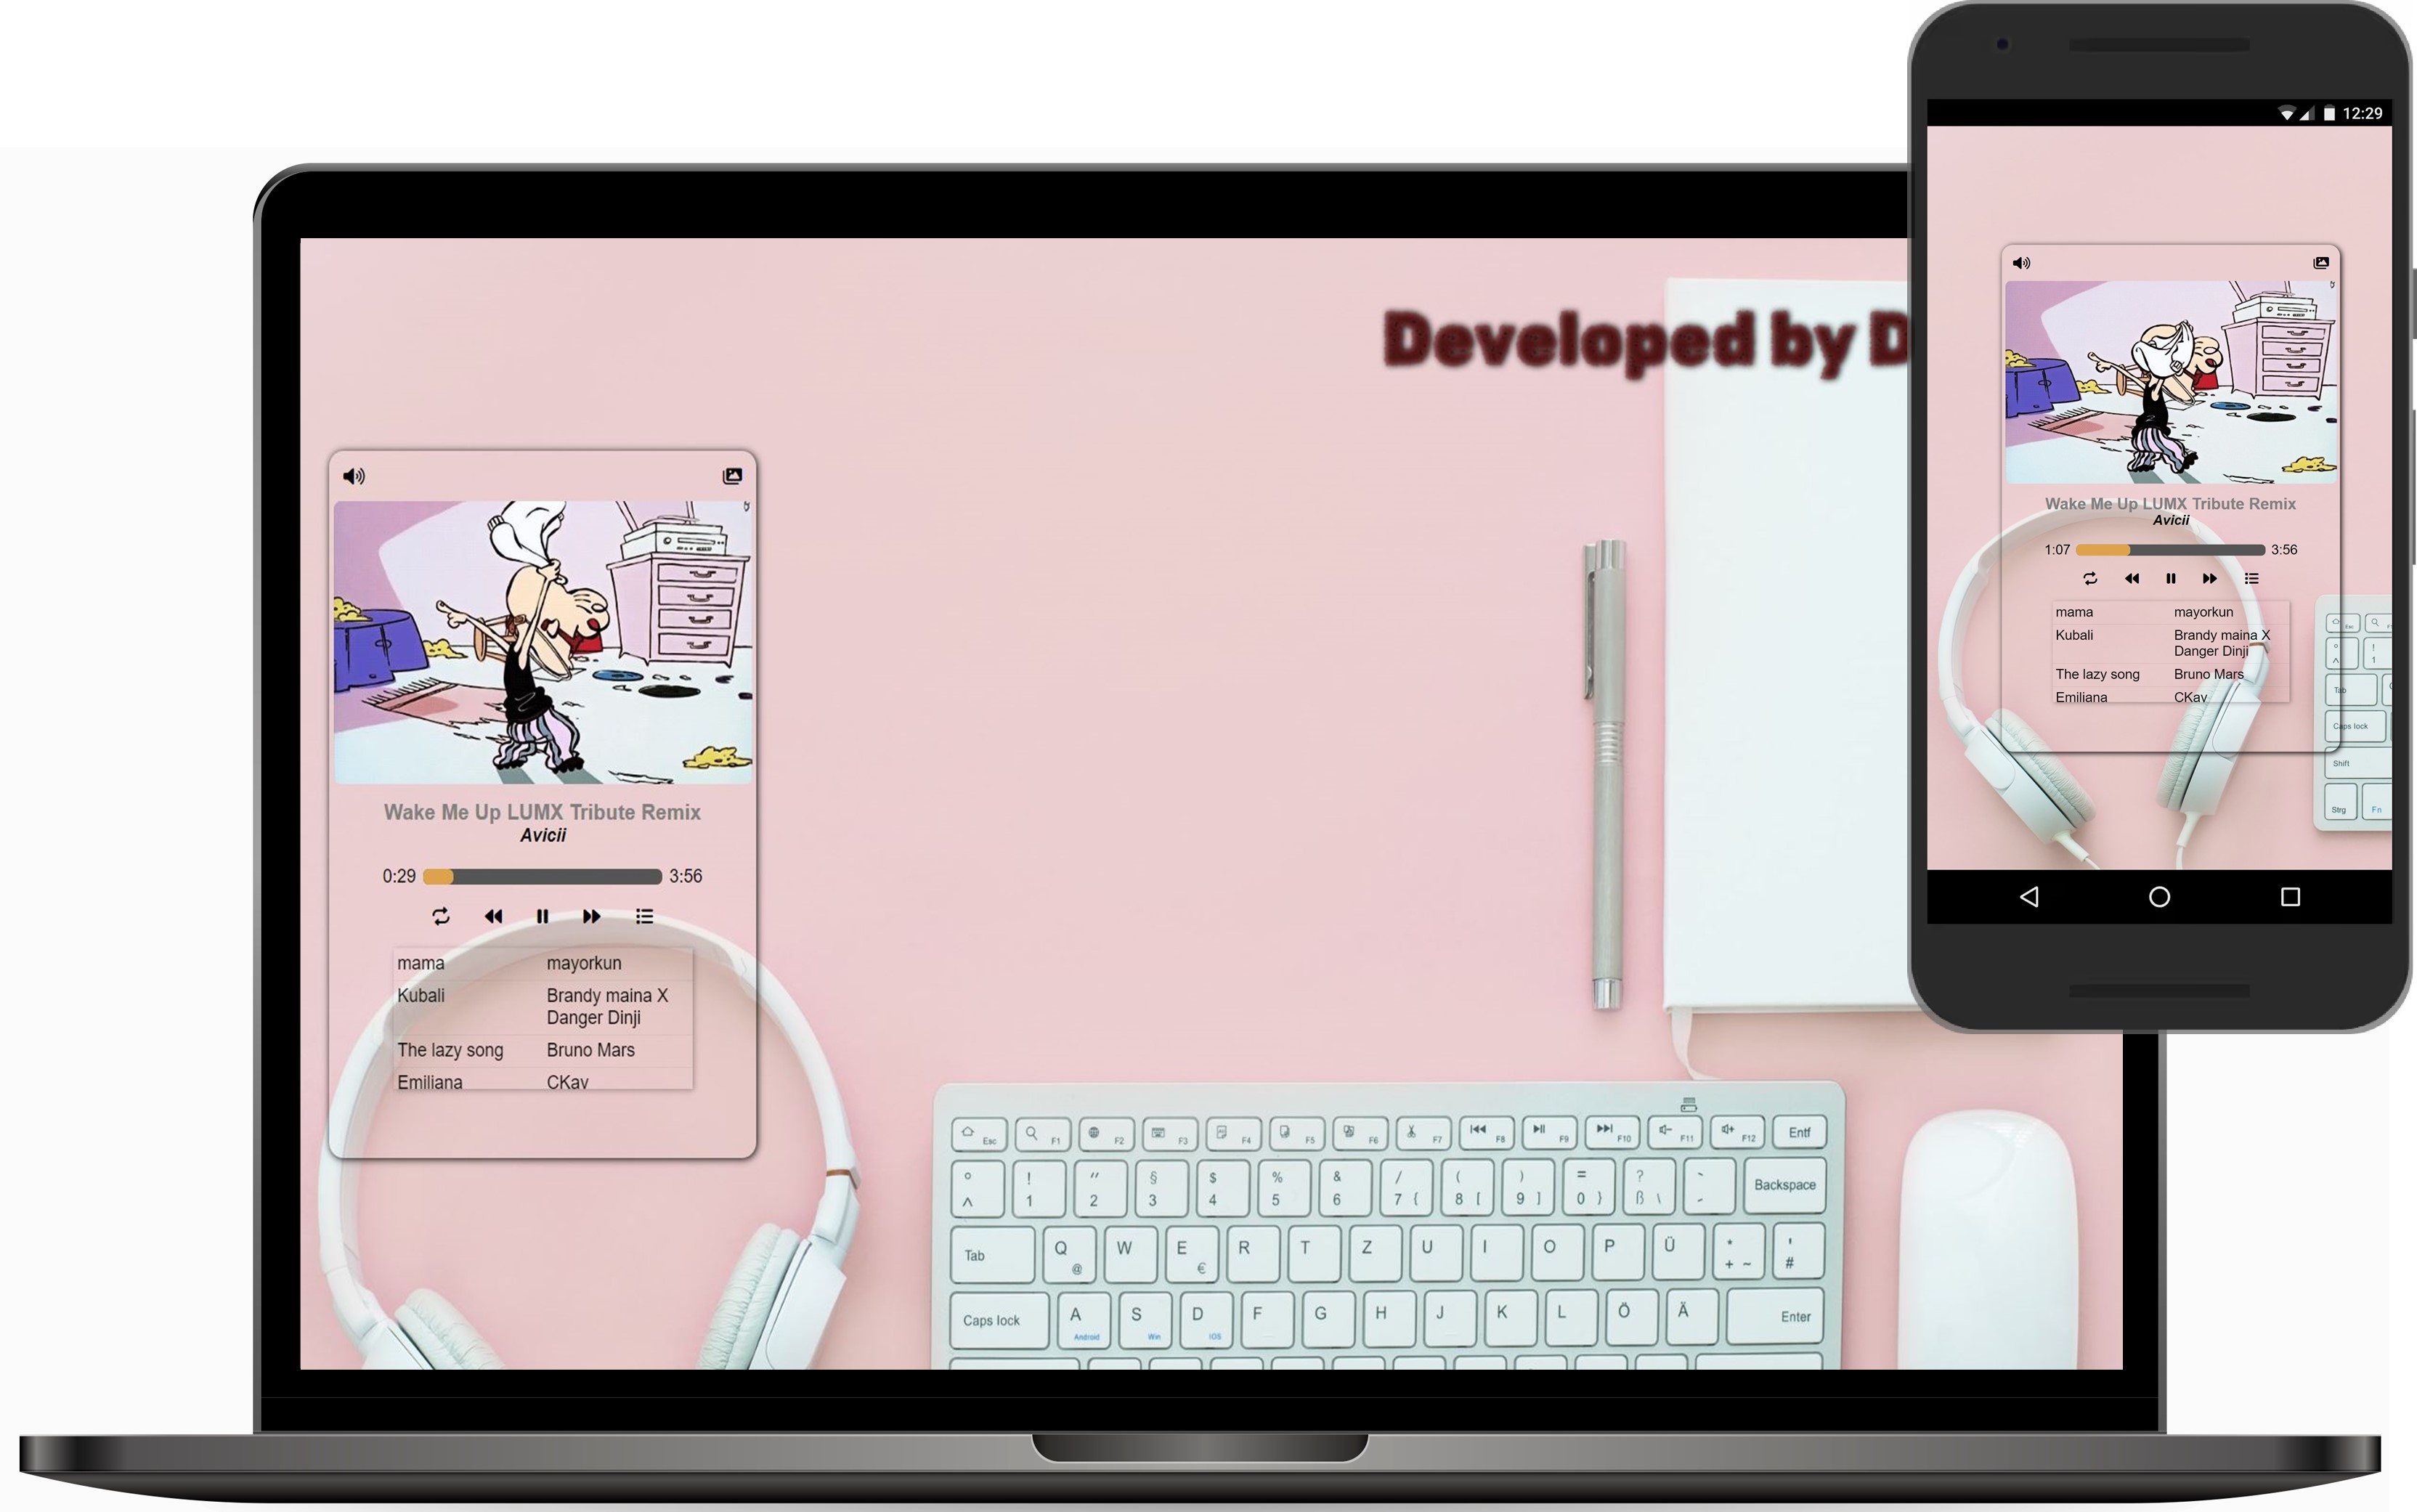 12:29
Developed by D
Wake Me Up LUMX Tribute Remix
Avicii
0:29 3:56
mama mayorkun
Kubali Brandy maina X
Danger Dinji
The lazy song Bruno Mars
Emiliana CKay
Wake Me Up LUMX Tribute Remix
Avicii
1:07 3:56
mama mayorkun
Kubali Brandy maina X
Danger Dinji
The lazy song Bruno Mars
Emiliana CKay
Esc
^ ! 1
Tab
Caps lock
Shift
Strg Fn
Esc F1 F2 F3 F4 F5 F6 F7 F8 F9 F10 F11 F12 Entf
° ! " § $ % & / ( ) = ? `
^ 1 2 3 4 5 6 7 { 8 [ 9 ] 0 } ß \ ´ Backspace
Tab Q @ W E € R T Z U I O P Ü * + ~ ' #
Caps lock A S D F G H J K L Ö Ä Enter
Android Win IOS